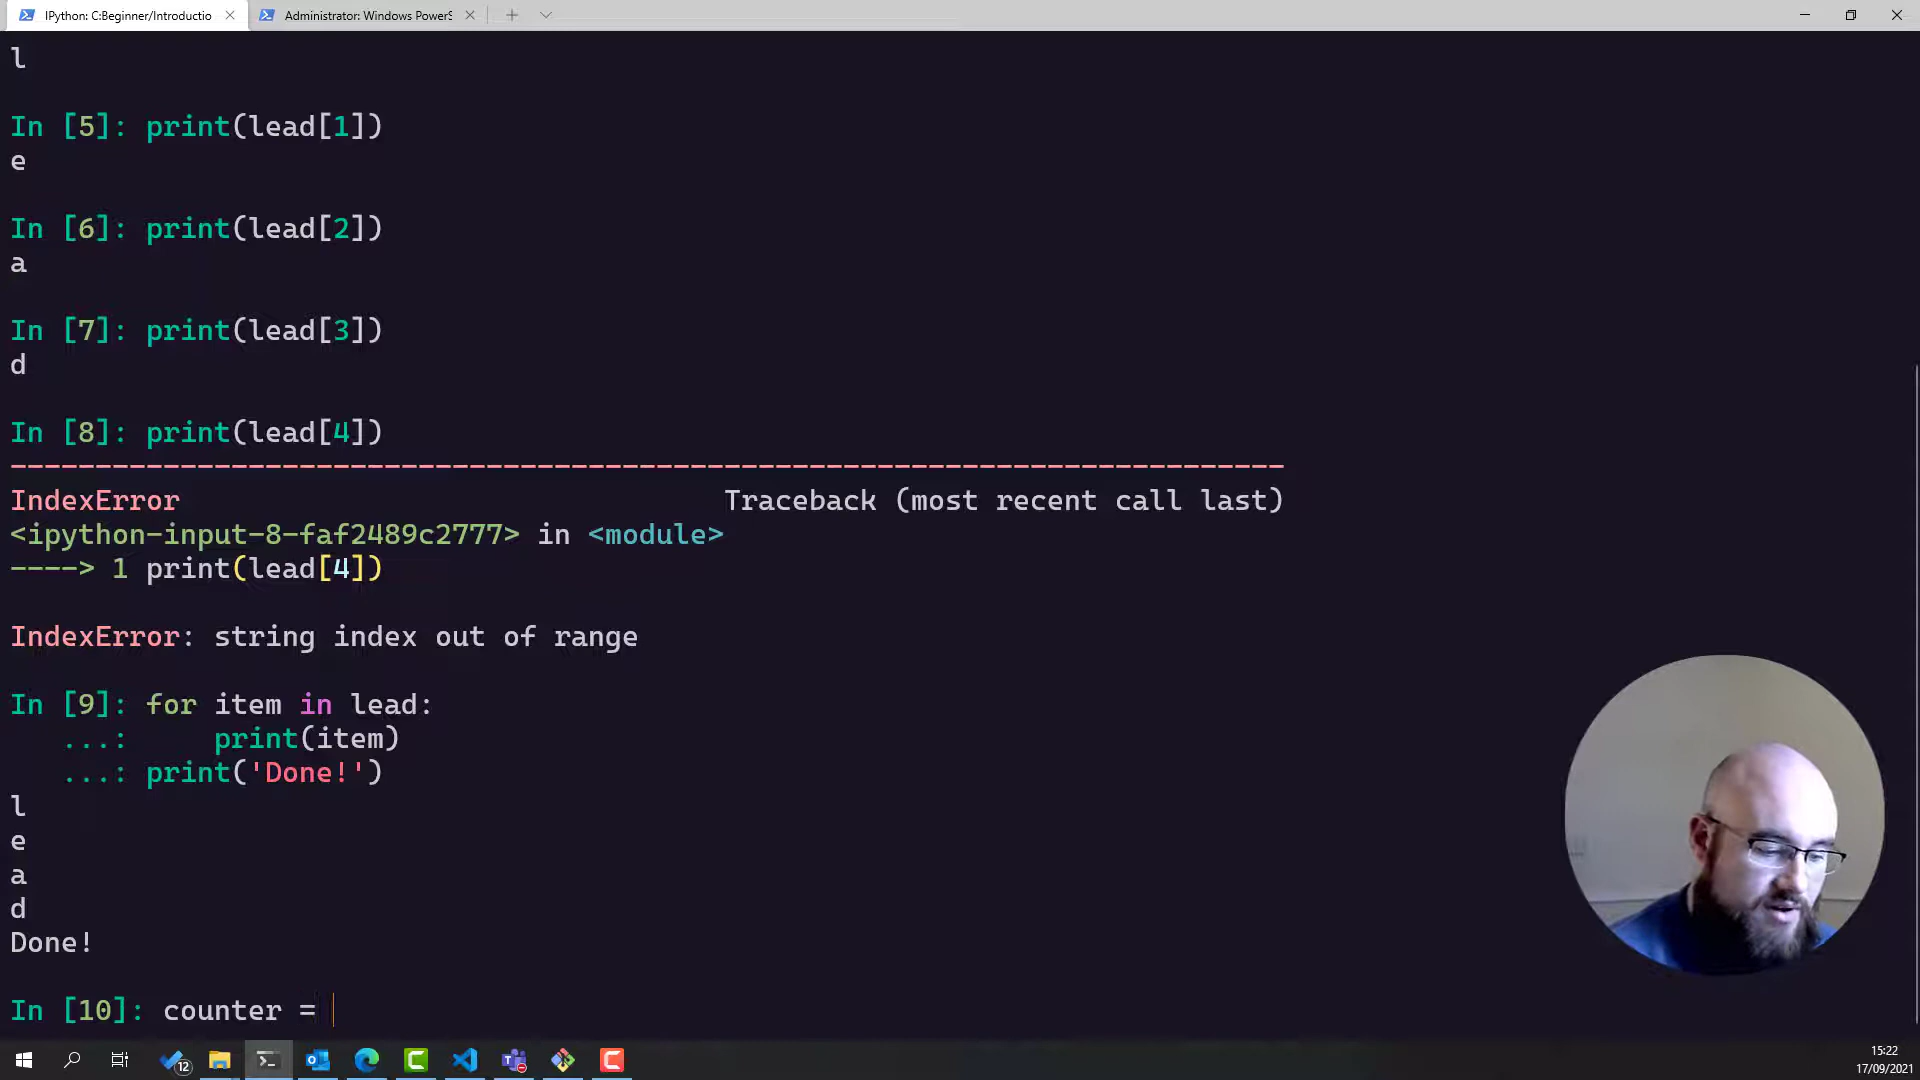 IPython: C:Beginner/Introductio
Administrator: Windows PowerS
l
In [5]: print(lead[1])
e
In [6]: print(lead[2])
a
In [7]: print(lead[3])
d
In [8]: print(lead[4])
---------------------------------------------------------------------------
IndexError                                Traceback (most recent call last)
<ipython-input-8-faf2489c2777> in <module>
----> 1 print(lead[4])
IndexError: string index out of range
In [9]: for item in lead:
   ...:     print(item)
   ...: print('Done!')
l
e
a
d
Done!
In [10]: counter =
12
15:22
17/09/2021